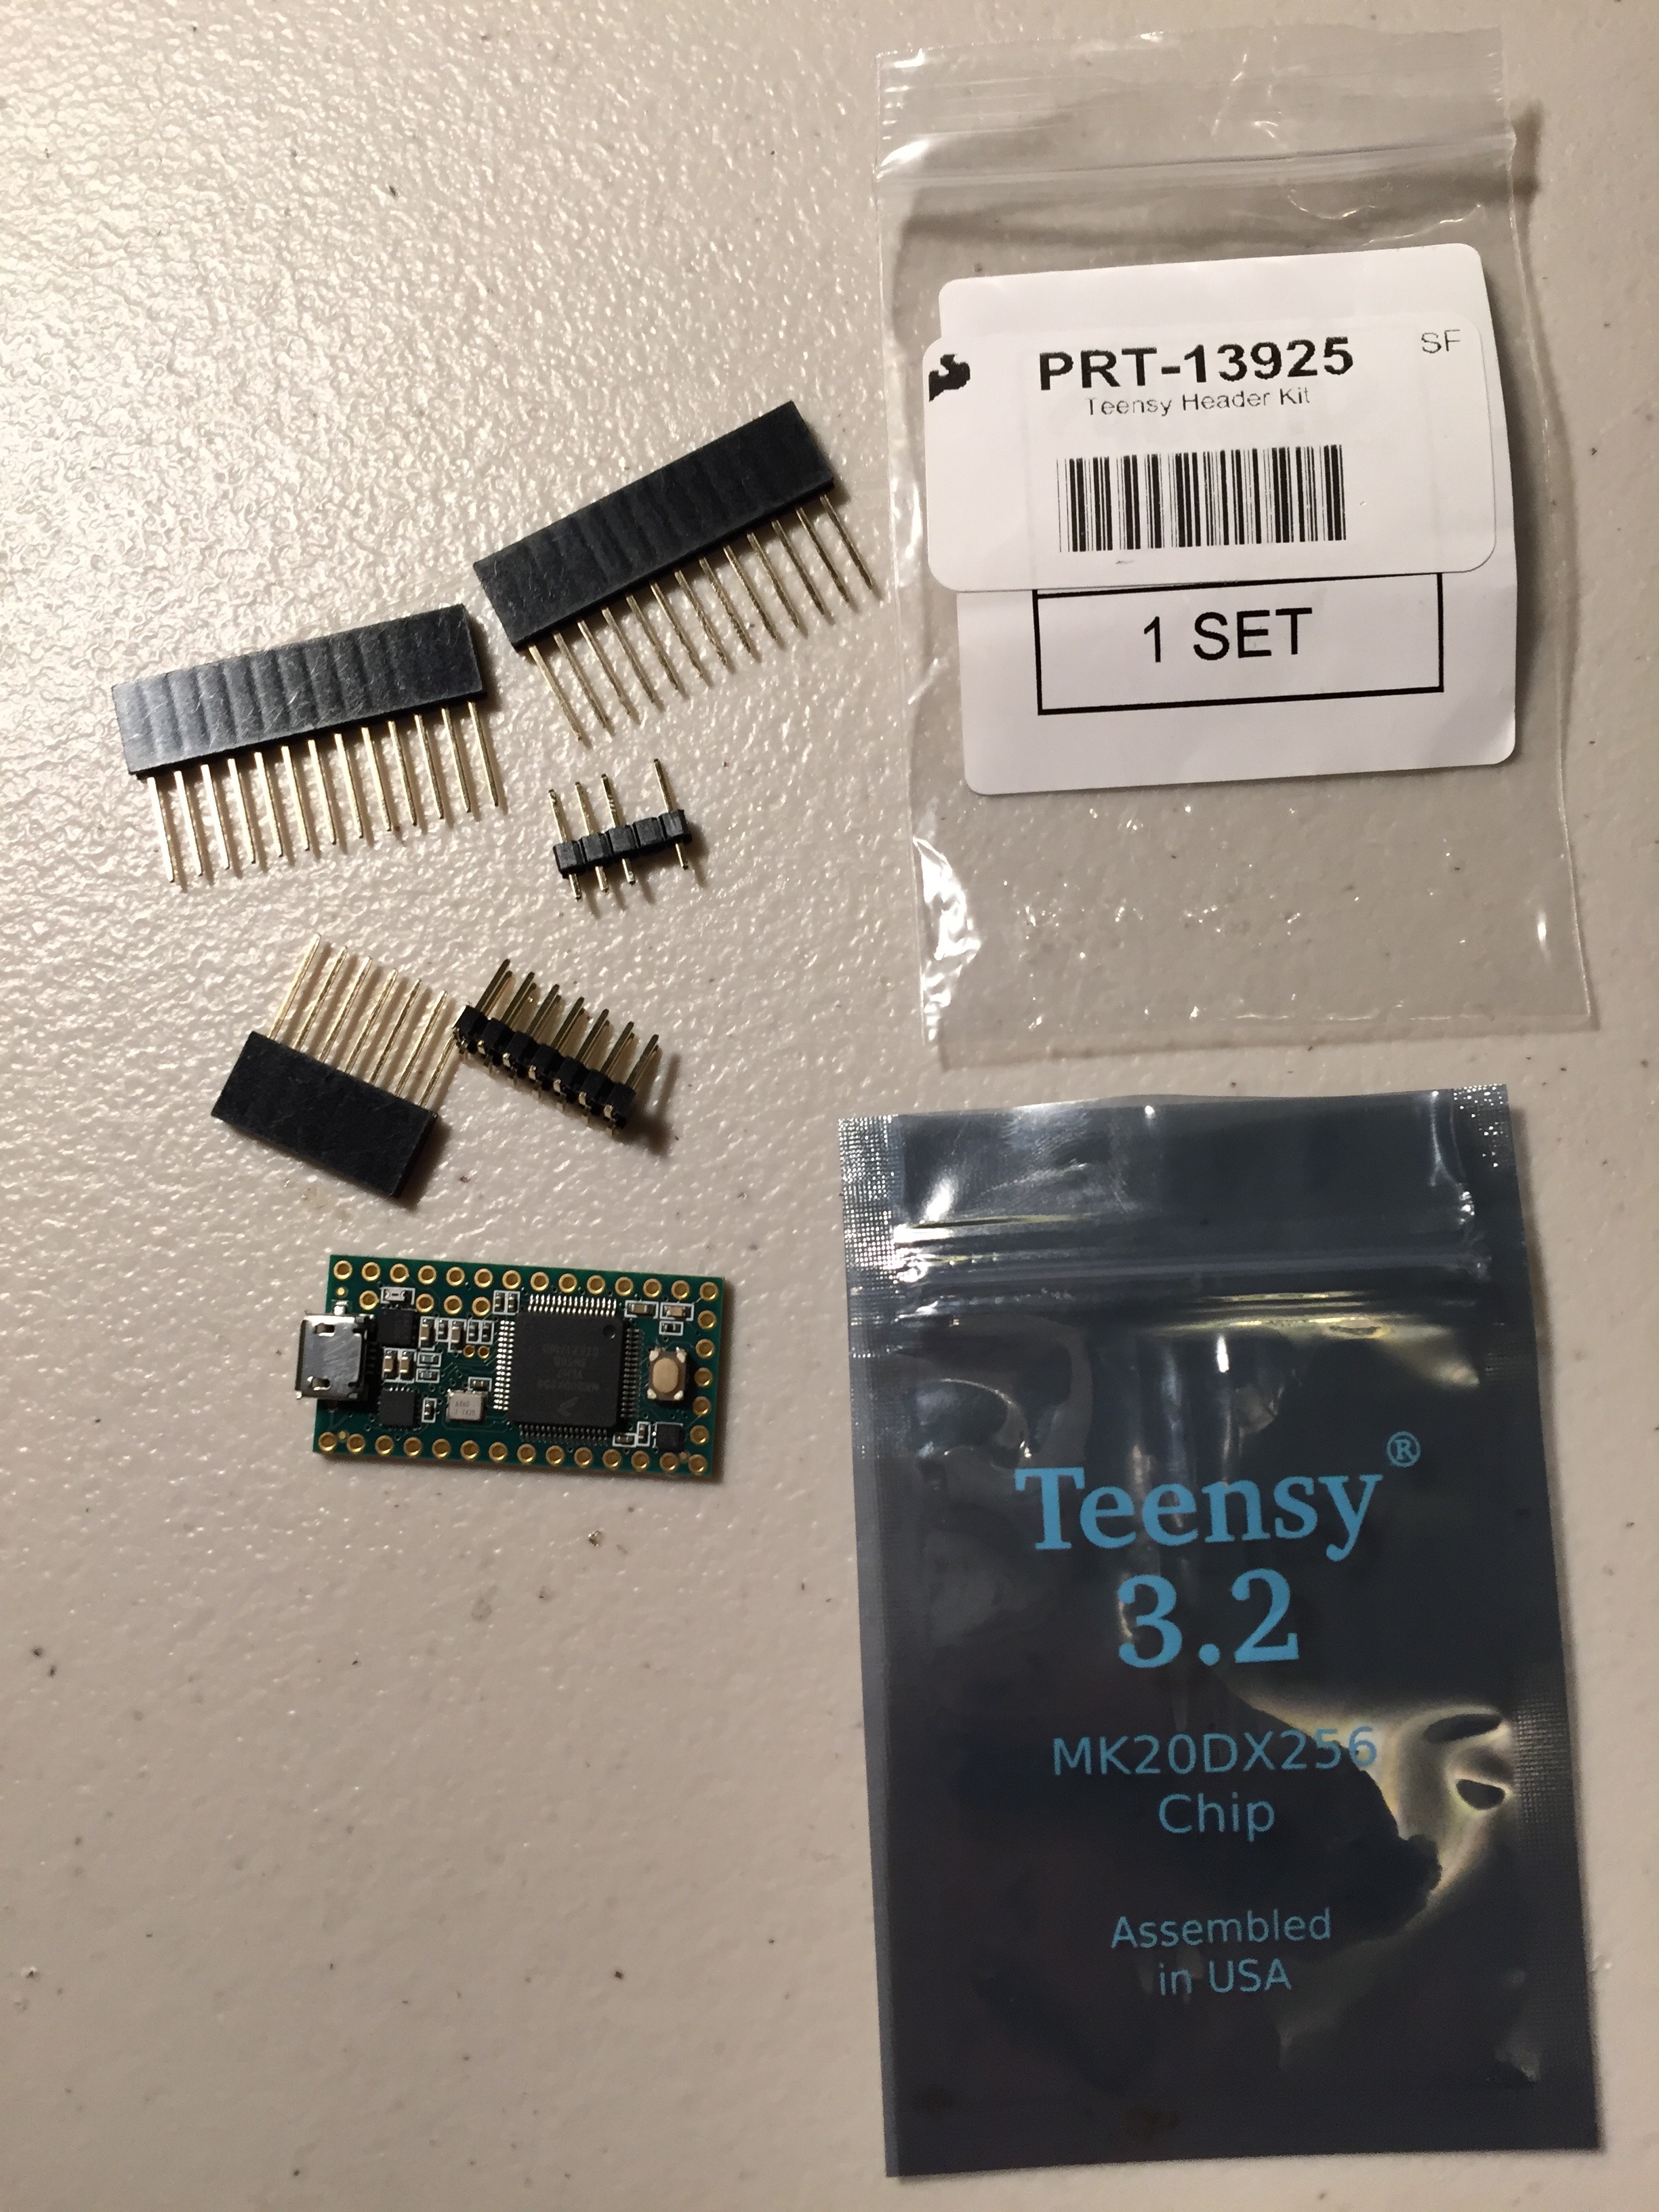 PRT-13925
SF
Teensy Header Kit
1 SET
Teensy®
3.2
MK20DX256
Chip
Assembled
in USA